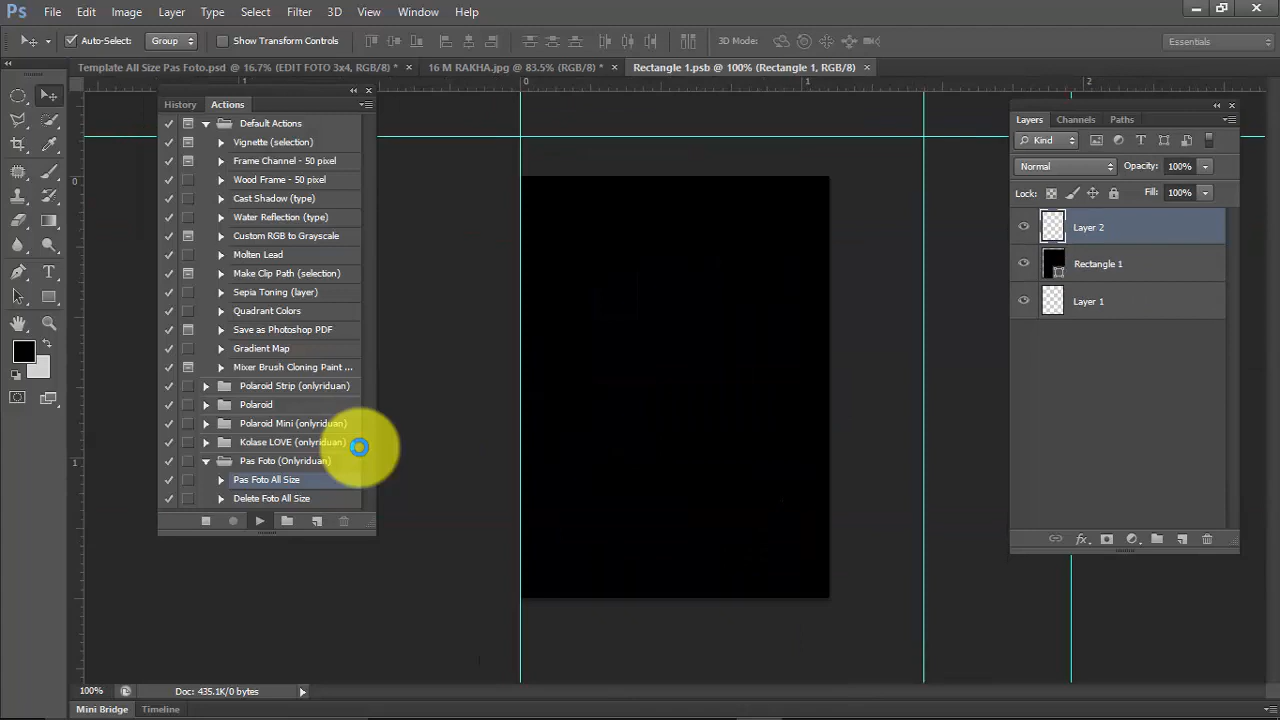 Ps File Edit Image Layer Type Select Filter 3D View Window Help
Auto-Select: Group Show Transform Controls 3D Mode: Essentials
Template All Size Pas Foto.psd @ 16.7% (EDIT FOTO 3x4, RGB/8) * × 16 M RAKHA.jpg @ 83.5% (RGB/8) * × Rectangle 1.psb @ 100% (Rectangle 1, RGB/8) ×
1 0 1 2
0
1
History Actions
Default Actions
Vignette (selection)
Frame Channel - 50 pixel
Wood Frame - 50 pixel
Cast Shadow (type)
Water Reflection (type)
Custom RGB to Grayscale
Molten Lead
Make Clip Path (selection)
Sepia Toning (layer)
Quadrant Colors
Save as Photoshop PDF
Gradient Map
Mixer Brush Cloning Paint ...
Polaroid Strip (onlyriduan)
Polaroid
Polaroid Mini (onlyriduan)
Kolase LOVE (onlyriduan)
Pas Foto (Onlyriduan)
Pas Foto All Size
Delete Foto All Size
Layers Channels Paths
Kind
Normal Opacity: 100%
Lock: Fill: 100%
Layer 2
Rectangle 1
Layer 1
fx
100% Doc: 435.1K/0 bytes
Mini Bridge Timeline